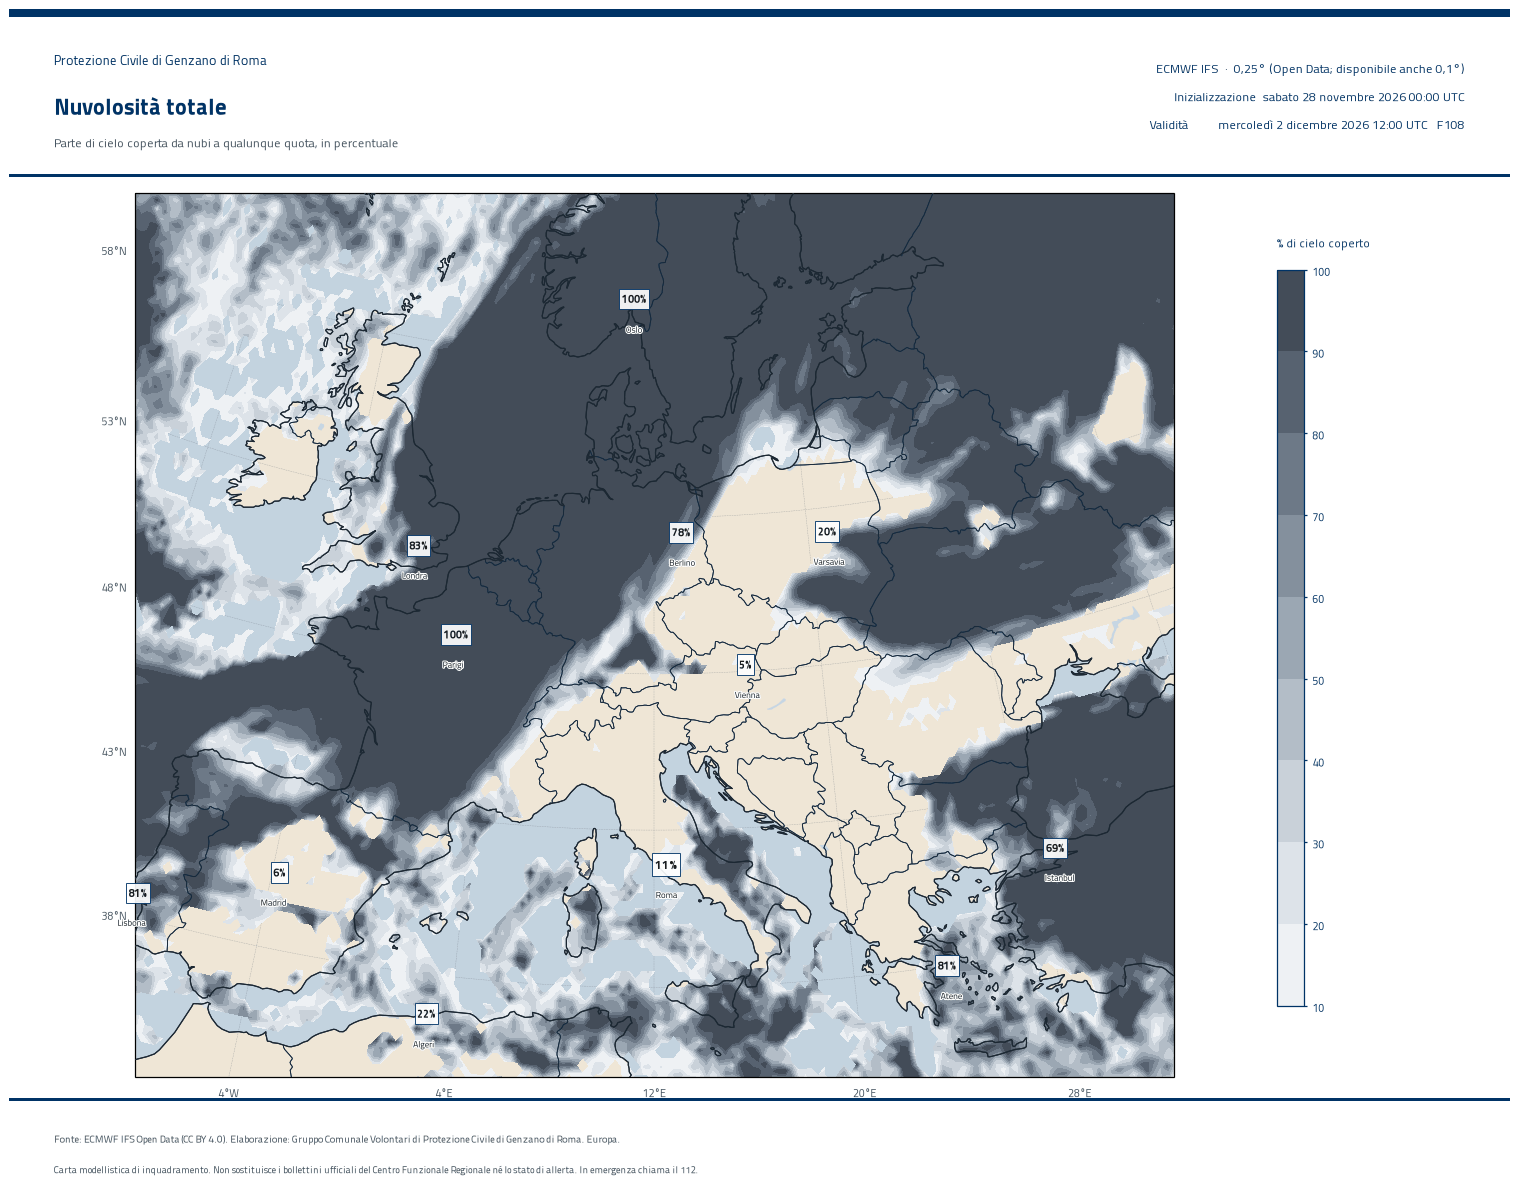 Protezione Civile di Genzano di Roma
Nuvolosità totale
Parte di cielo coperta da nubi a qualunque quota, in percentuale
ECMWF IFS · 0,25° (Open Data; disponibile anche 0,1°)
Inizializzazione sabato 28 novembre 2026 00:00 UTC
Validità mercoledì 2 dicembre 2026 12:00 UTC F108
% di cielo coperto
100
90
80
70
60
50
40
30
20
10
58°N
53°N
48°N
43°N
38°N
4°W
4°E
12°E
20°E
28°E
100%
Oslo
83%
Londra
78%
Berlino
20%
Varsavia
100%
Parigi
5%
Vienna
6%
Madrid
81%
Lisbona
11%
Roma
69%
Istanbul
81%
Atene
22%
Algeri
Fonte: ECMWF IFS Open Data (CC BY 4.0). Elaborazione: Gruppo Comunale Volontari di Protezione Civile di Genzano di Roma. Europa.
Carta modellistica di inquadramento. Non sostituisce i bollettini ufficiali del Centro Funzionale Regionale né lo stato di allerta. In emergenza chiama il 112.